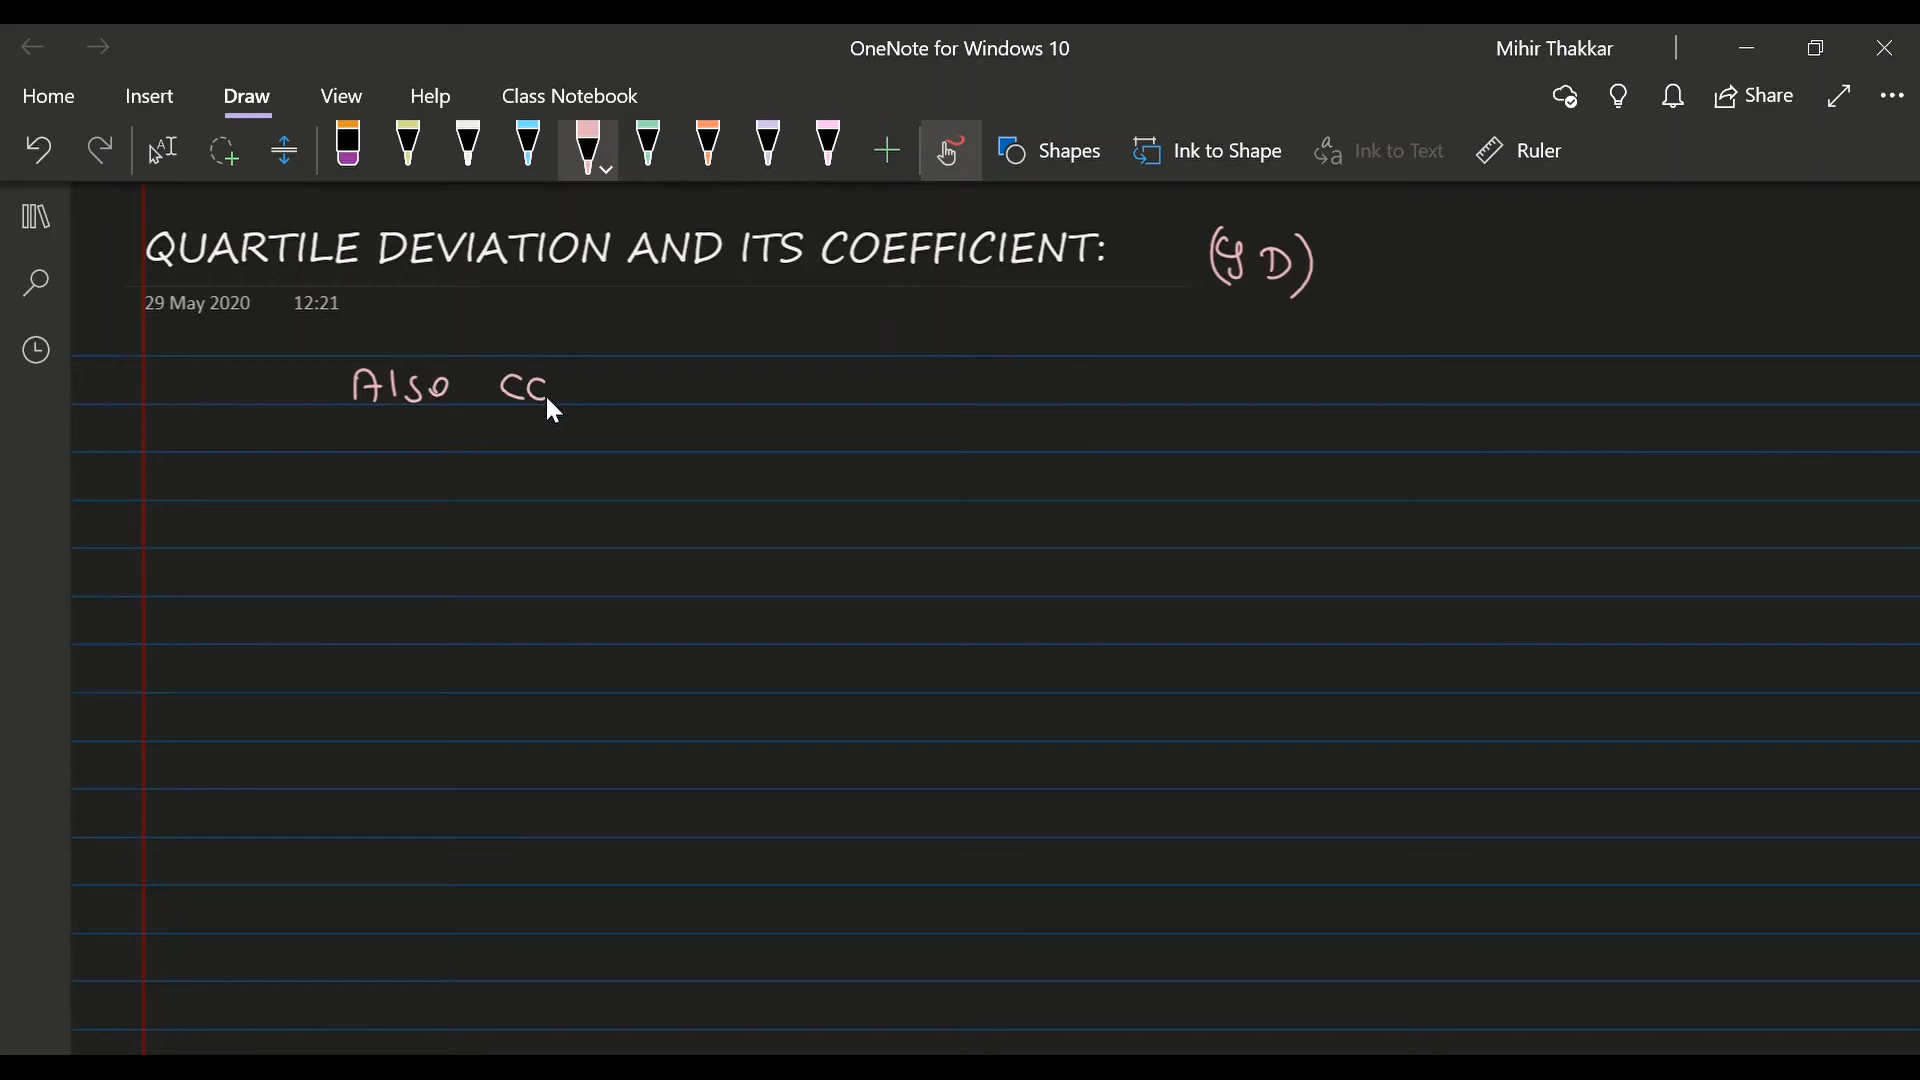 OneNote for Windows 10
Mihir Thakkar
Home Insert Draw View Help Class Notebook
Share
Shapes Ink to Shape Ink to Text Ruler
QUARTILE DEVIATION AND ITS COEFFICIENT: (Q D)
29 May 2020 12:21
Also CC